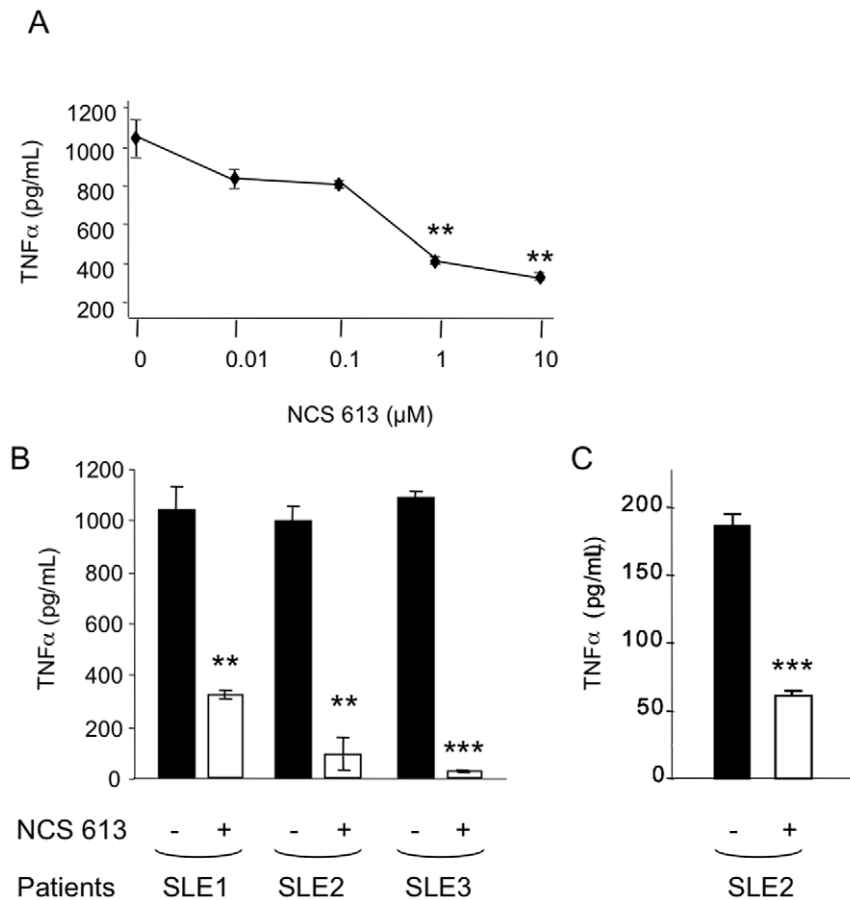 A
TNFα (pg/mL)
1200
1000
800
600
400
200
**
**
0 0.01 0.1 1 10
NCS 613 (µM)
B
TNFα (pg/mL)
1200
1000
800
600
400
200
0
**
**
***
NCS 613 - + - + - +
Patients SLE1 SLE2 SLE3
C
TNFα (pg/mL)
200
150
100
50
0
***
- +
SLE2